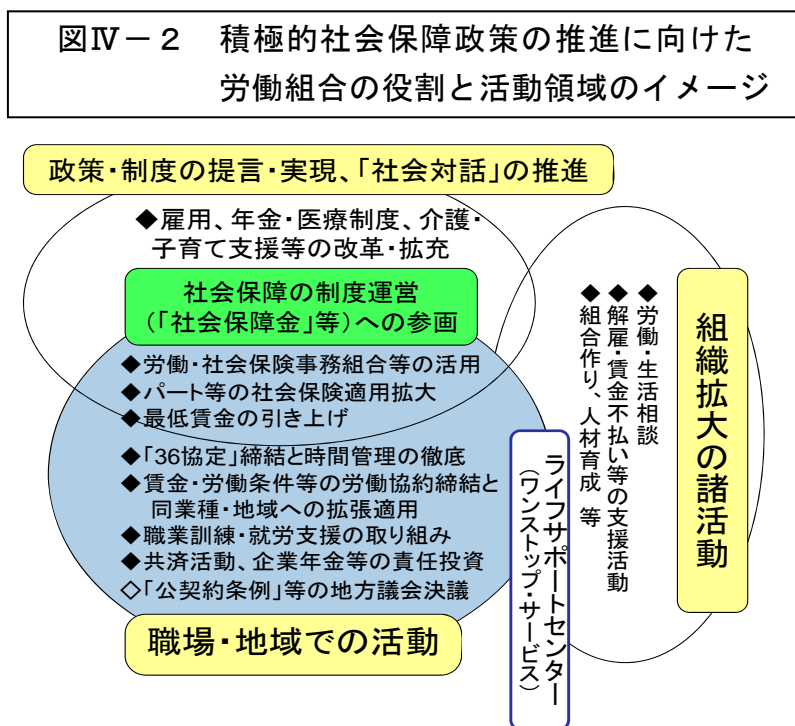 図Ⅳ－２ 積極的社会保障政策の推進に向けた
労働組合の役割と活動領域のイメージ
政策・制度の提言・実現、「社会対話」の推進
◆雇用、年金・医療制度、介護・
子育て支援等の改革・拡充
社会保障の制度運営
(「社会保障金」等)への参画
◆労働・社会保険事務組合等の活用
◆パート等の社会保険適用拡大
◆最低賃金の引き上げ
◆「36協定」締結と時間管理の徹底
◆賃金・労働条件等の労働協約締結と
同業種・地域への拡張適用
◆職業訓練・就労支援の取り組み
◆共済活動、企業年金等の責任投資
◇「公契約条例」等の地方議会決議
職場・地域での活動
ライフサポートセンター
(ワンストップ・サービス)
◆労働・生活相談
◆解雇・賃金不払い等の支援活動
◆組合作り、人材育成 等
組織拡大の諸活動